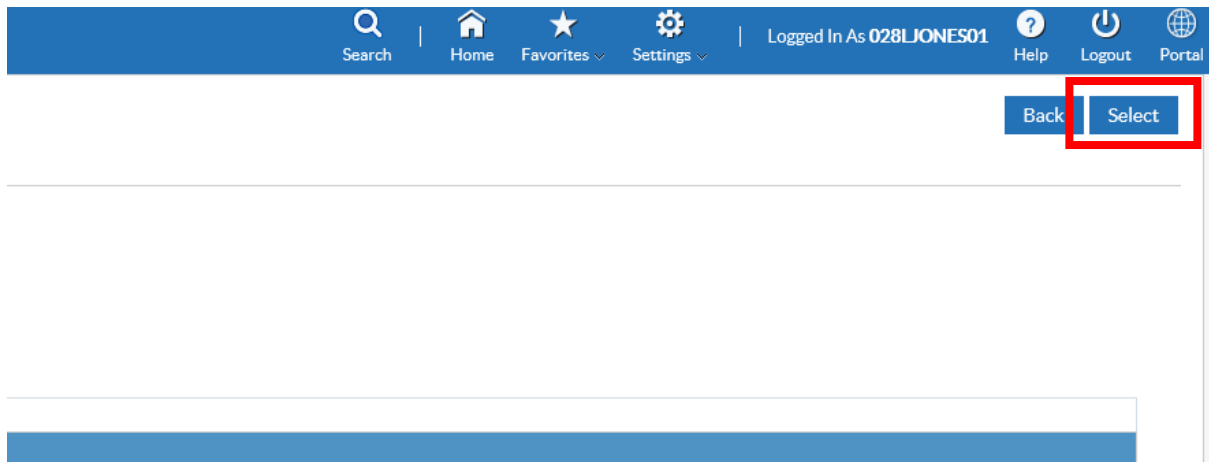 Search | Home Favorites Settings | Logged In As 028LJONES01 ? Help Logout Portal
Back Select